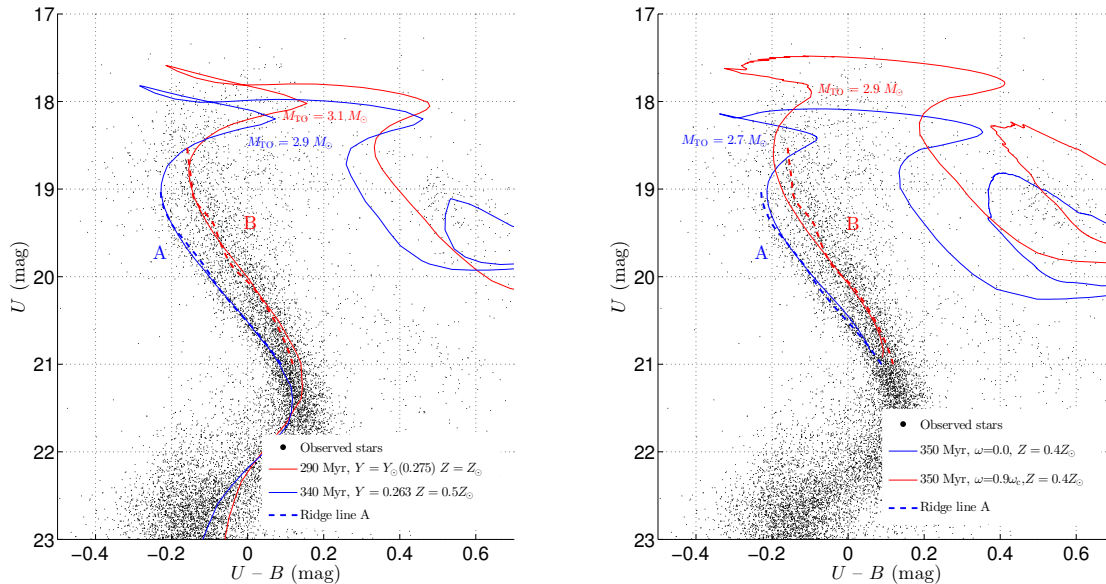 17
18
19
20
21
22
23
U (mag)
−0.4 −0.2 0 0.2 0.4 0.6
U – B (mag)
M_TO = 3.1 M_⊙
M_TO = 2.9 M_⊙
B
A
Observed stars
290 Myr, Y = Y_⊙(0.275) Z = Z_⊙
340 Myr, Y = 0.263 Z = 0.5Z_⊙
Ridge line A
17
18
19
20
21
22
23
U (mag)
−0.4 −0.2 0 0.2 0.4 0.6
U – B (mag)
M_TO = 2.9 M_⊙
M_TO = 2.7 M_⊙
B
A
Observed stars
350 Myr, ω=0.0, Z = 0.4Z_⊙
350 Myr, ω=0.9ω_c, Z = 0.4Z_⊙
Ridge line A